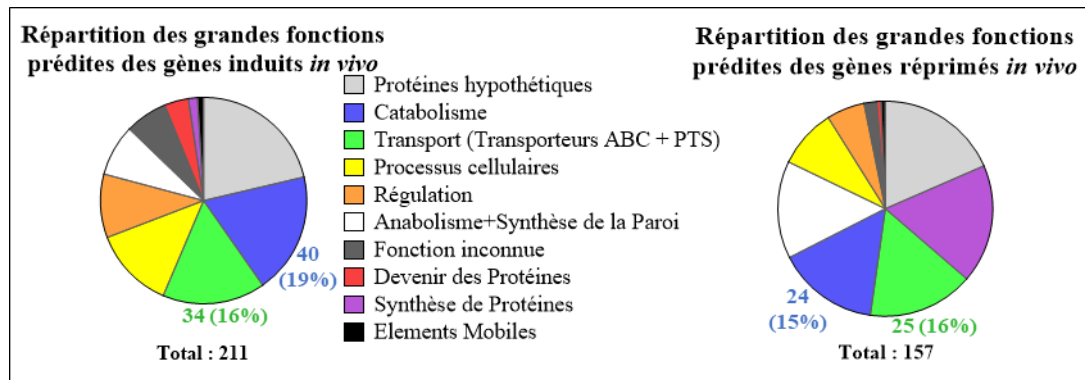 Répartition des grandes fonctions
prédites des gènes induits in vivo
40
(19%)
34 (16%)
Total : 211
Protéines hypothétiques
Catabolisme
Transport (Transporteurs ABC + PTS)
Processus cellulaires
Régulation
Anabolisme+Synthèse de la Paroi
Fonction inconnue
Devenir des Protéines
Synthèse de Protéines
Elements Mobiles
Répartition des grandes fonctions
prédites des gènes réprimés in vivo
24
(15%)
25 (16%)
Total : 157